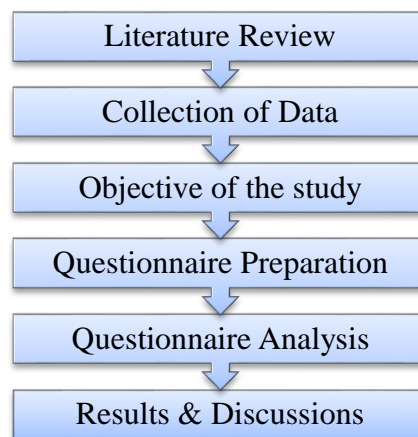 Literature Review
Collection of Data
Objective of the study
Questionnaire Preparation
Questionnaire Analysis
Results & Discussions